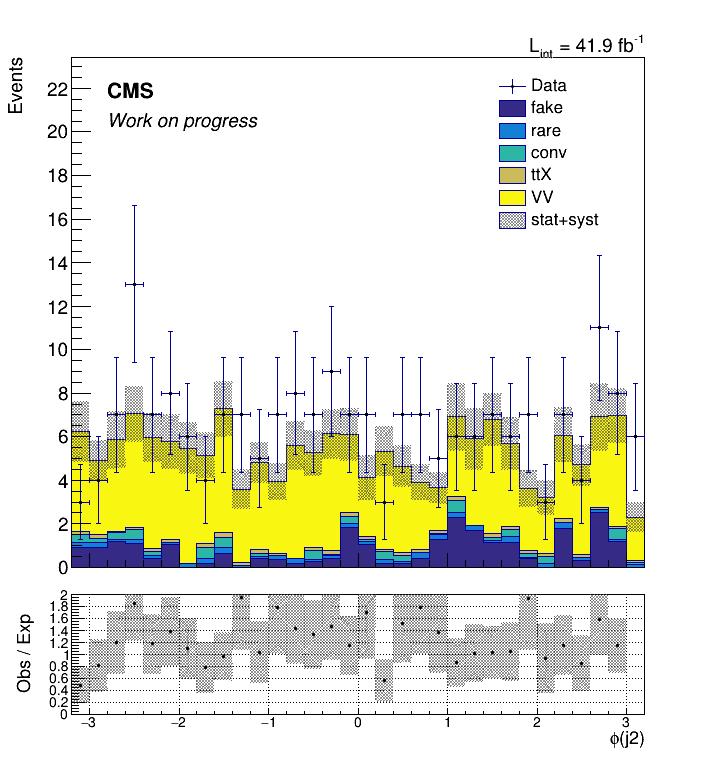 L_int = 41.9 fb^-1
Events
CMS
Work on progress
Data
fake
rare
conv
ttX
VV
stat+syst
22
20
18
16
14
12
10
8
6
4
2
0
Obs / Exp
2
1.8
1.6
1.4
1.2
1
0.8
0.6
0.4
0.2
0
−3 −2 −1 0 1 2 3
ϕ(j2)